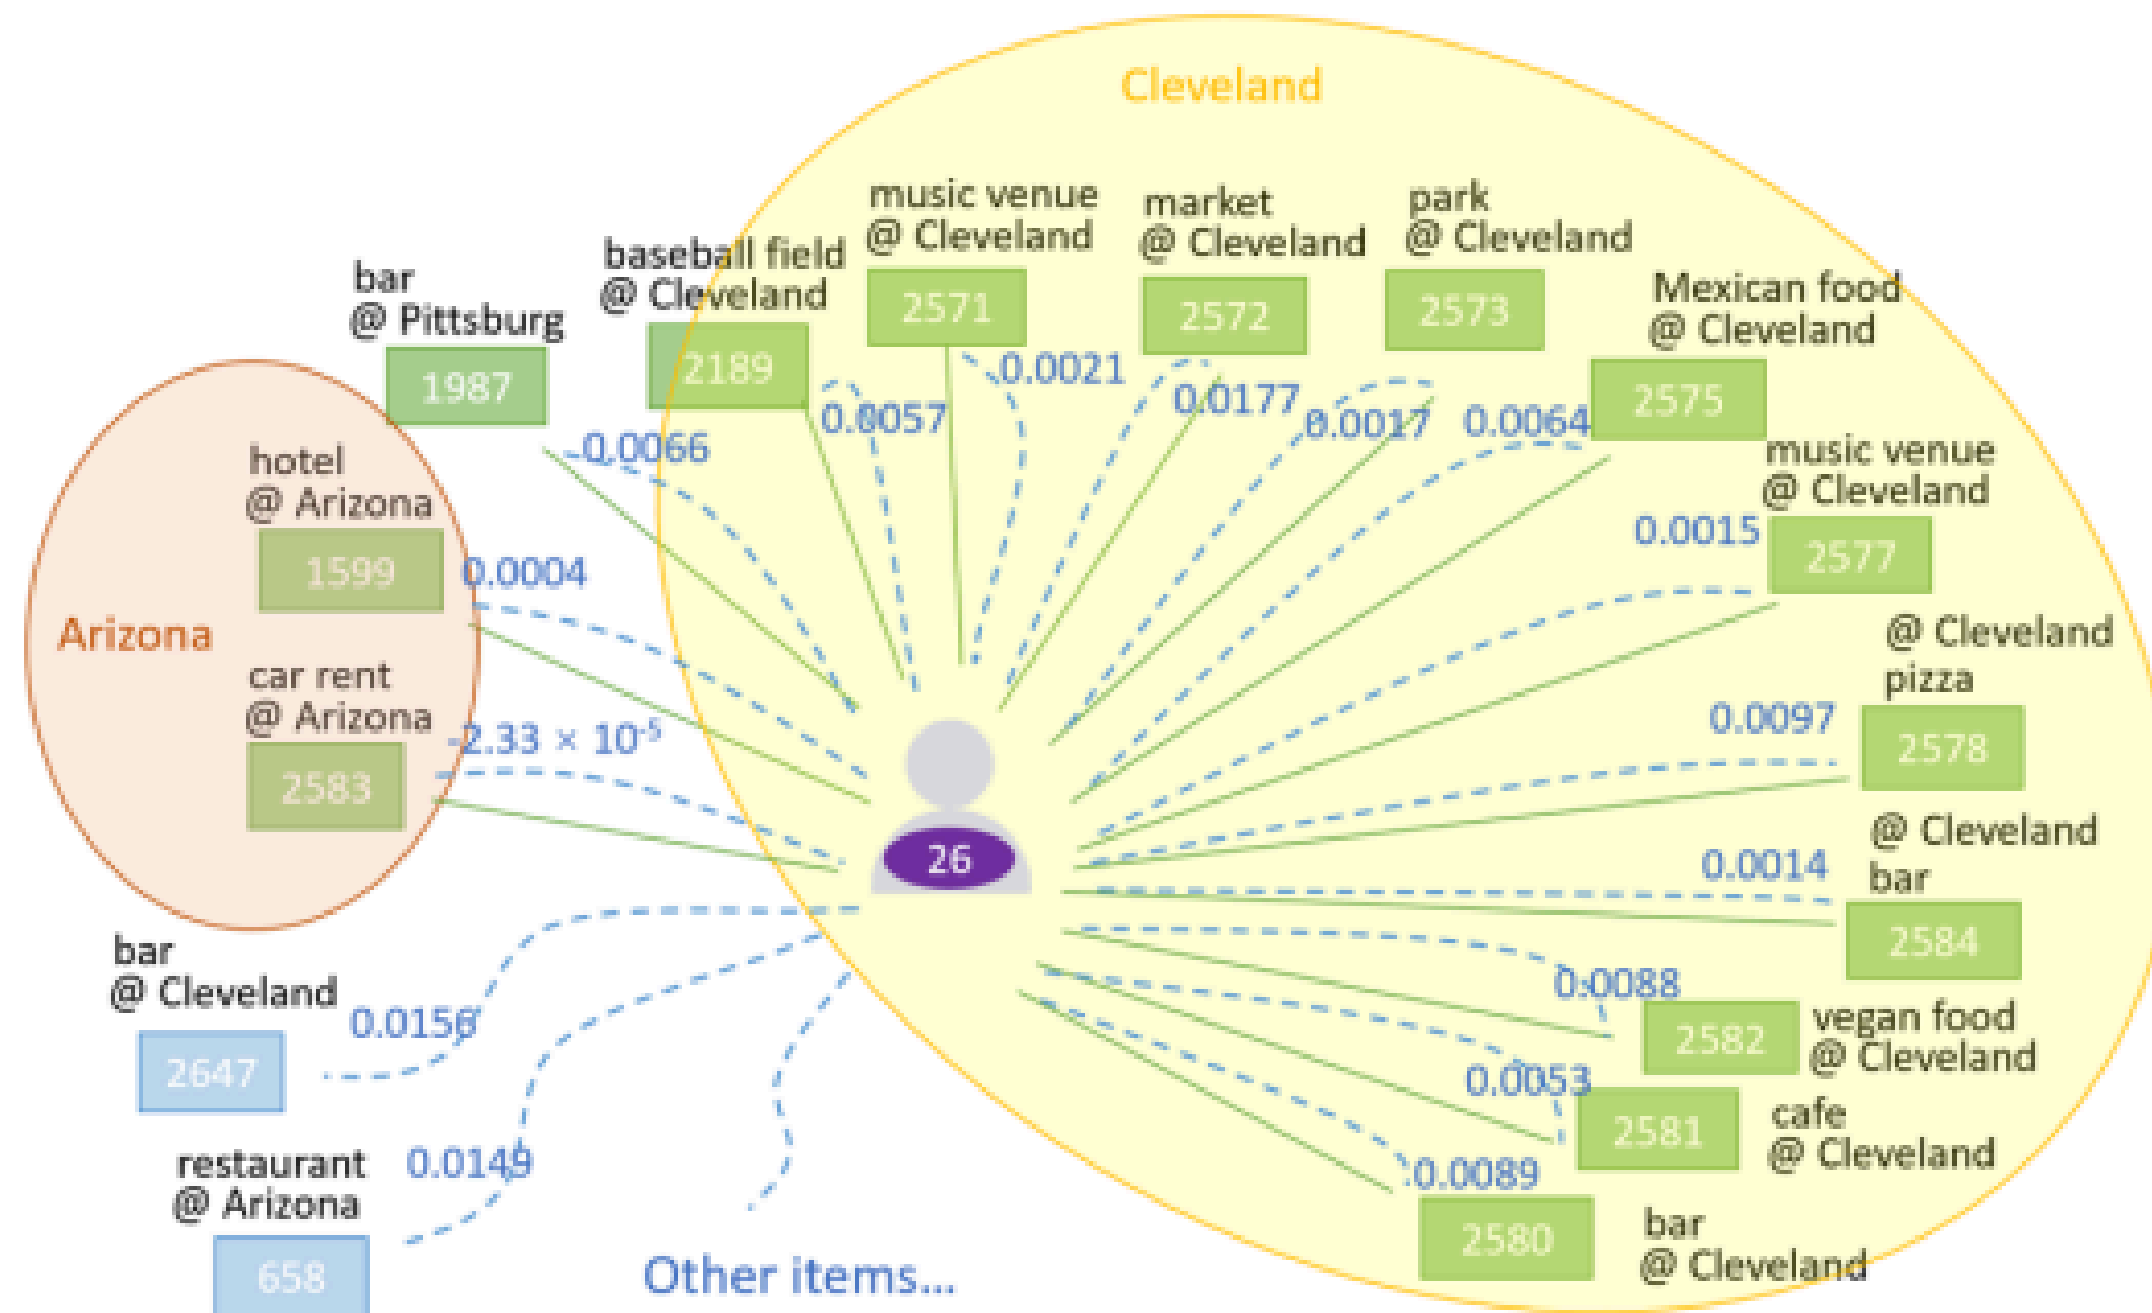 Cleveland
music venue
@ Cleveland
2571
0.0021
market
@ Cleveland
2572
0.0177
park
@ Cleveland
2573
0.0017
Mexican food
@ Cleveland
2575
0.0064
baseball field
@ Cleveland
2189
0.0057
bar
@ Pittsburg
1987
0.0066
hotel
@ Arizona
1599
0.0004
Arizona
car rent
@ Arizona
2583
-2.33 × 10-5
music venue
@ Cleveland
2577
0.0015
@ Cleveland
pizza
2578
0.0097
@ Cleveland
bar
2584
0.0014
26
vegan food
@ Cleveland
2582
0.0088
cafe
@ Cleveland
2581
0.0053
bar
@ Cleveland
2580
0.0089
bar
@ Cleveland
2647
0.0156
restaurant
@ Arizona
658
0.0149
Other items...